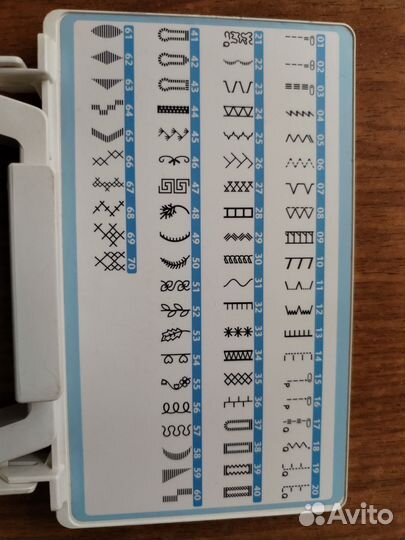 01 02 03 04 05 06 07 08 09 10 11 12 13 14 15 16 17 18 19 20
P P Q Q Q
21 22 23 24 25 26 27 28 29 30 31 32 33 34 35 36 37 38 39 40
Q
41 42 43 44 45 46 47 48 49 50 51 52 53 54 55 56 57 58 59 60
61 62 63 64 65 66 67 68 69 70
Avito